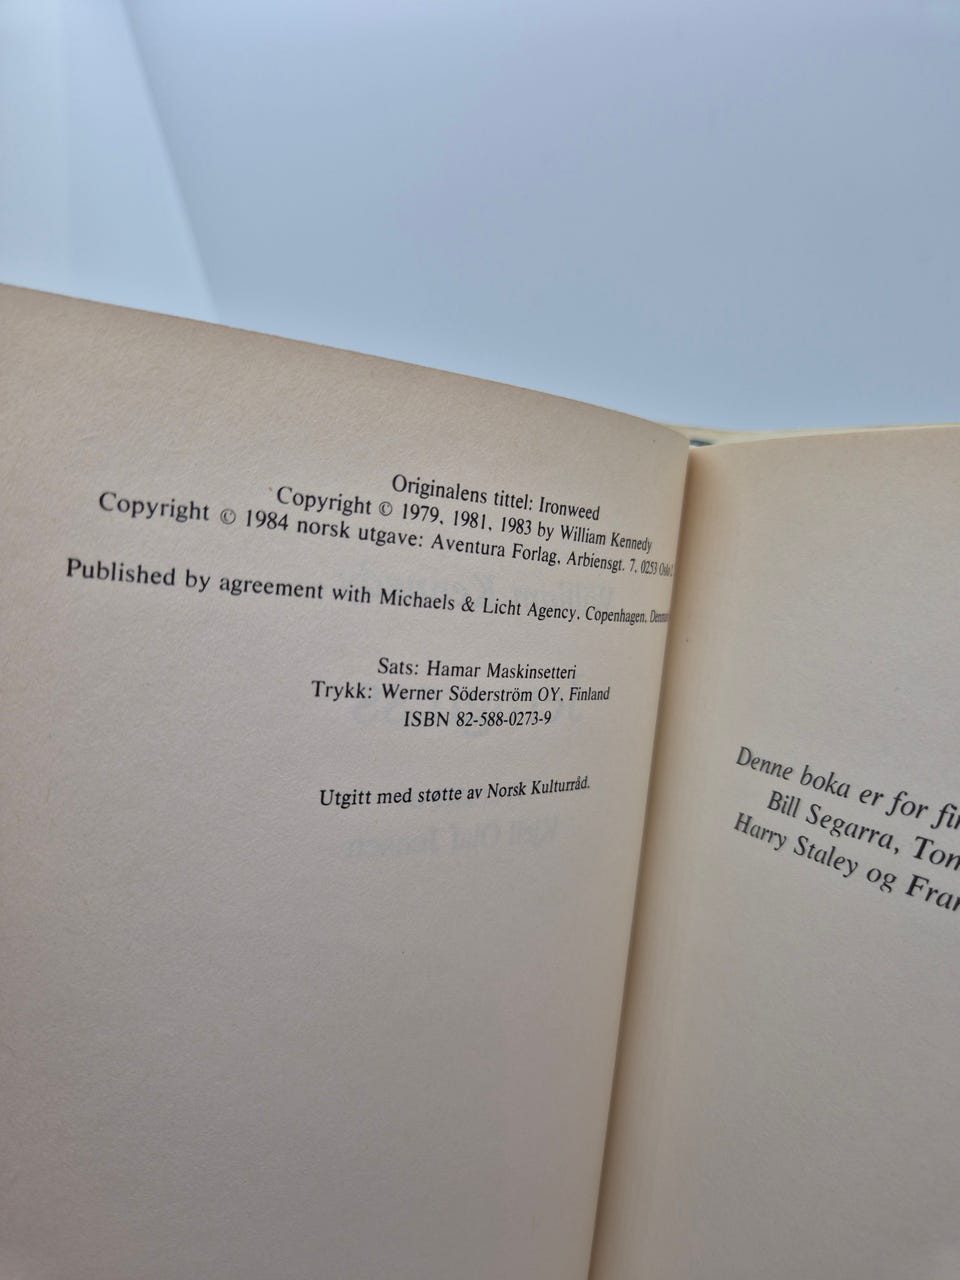 Originalens tittel: Ironweed
Copyright © 1979, 1981, 1983 by William Kennedy
Copyright © 1984 norsk utgave: Aventura Forlag, Arbiensgt. 7, 0253
Published by agreement with Michaels & Licht Agency, Copenhagen,
Sats: Hamar Maskinsetteri
Trykk: Werner Söderström OY, Finland
ISBN 82-588-0273-9
Utgitt med støtte av Norsk Kulturråd.
Denne boka er for
Bill Segarra,
Harry Staley og